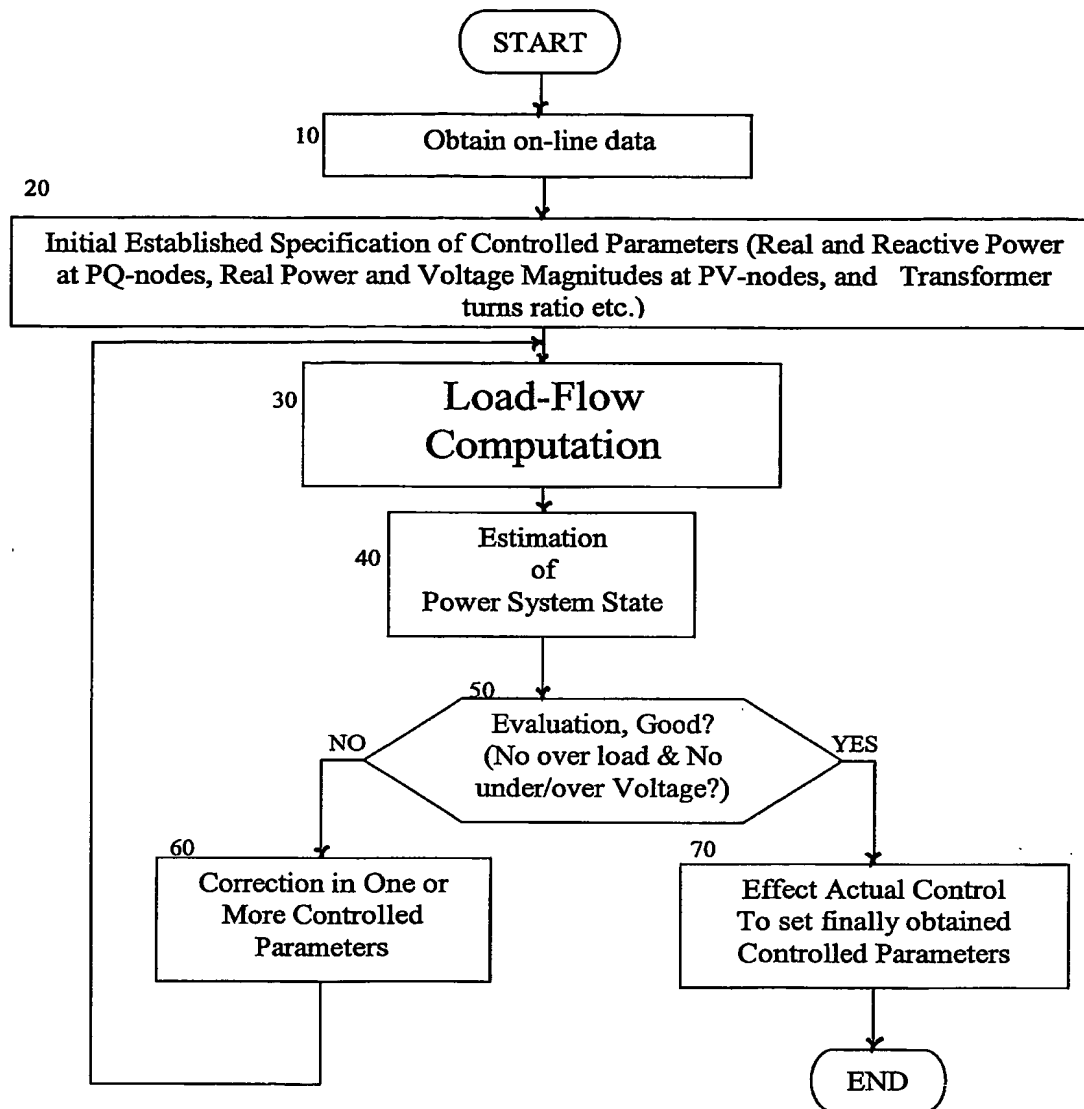 START
10
Obtain on-line data
20
Initial Established Specification of Controlled Parameters (Real and Reactive Power
at PQ-nodes, Real Power and Voltage Magnitudes at PV-nodes, and Transformer
turns ratio etc.)
30
Load-Flow
Computation
40
Estimation
of
Power System State
50
Evaluation, Good?
(No over load & No
under/over Voltage?)
NO
YES
60
Correction in One or
More Controlled
Parameters
70
Effect Actual Control
To set finally obtained
Controlled Parameters
END